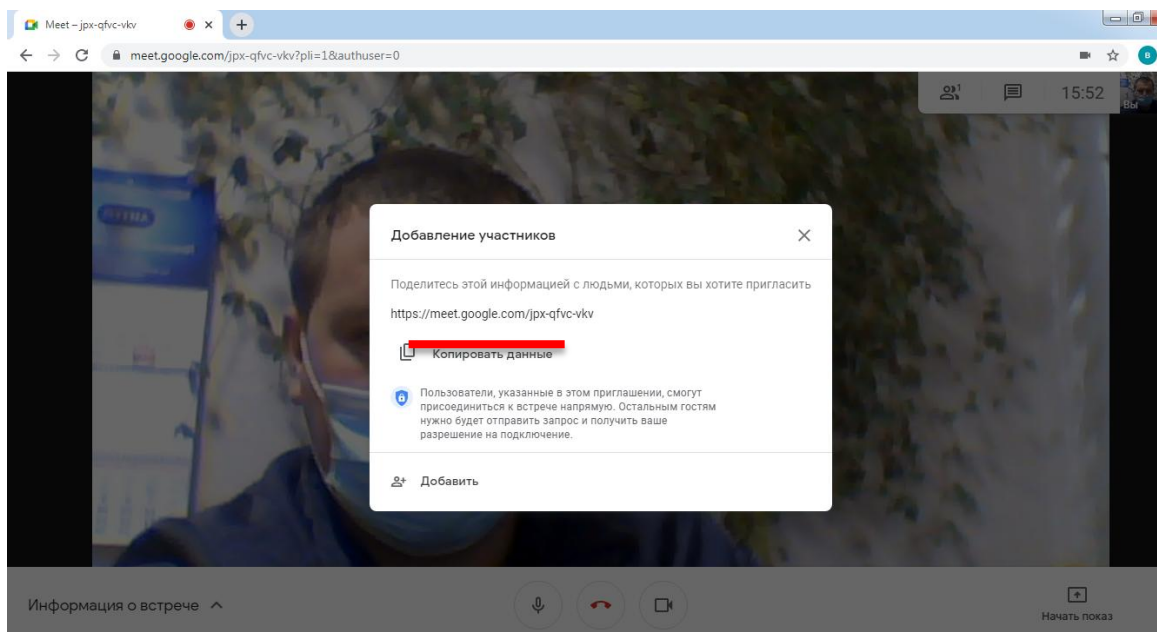 Meet – jpx-qfvc-vkv
meet.google.com/jpx-qfvc-vkv?pli=1&authuser=0
B
1
15:52
Вы
Добавление участников
Поделитесь этой информацией с людьми, которых вы хотите пригласить
https://meet.google.com/jpx-qfvc-vkv
Копировать данные
Пользователи, указанные в этом приглашении, смогут
присоединиться к встрече напрямую. Остальным гостям
нужно будет отправить запрос и получить ваше
разрешение на подключение.
Добавить
Информация о встрече
Начать показ